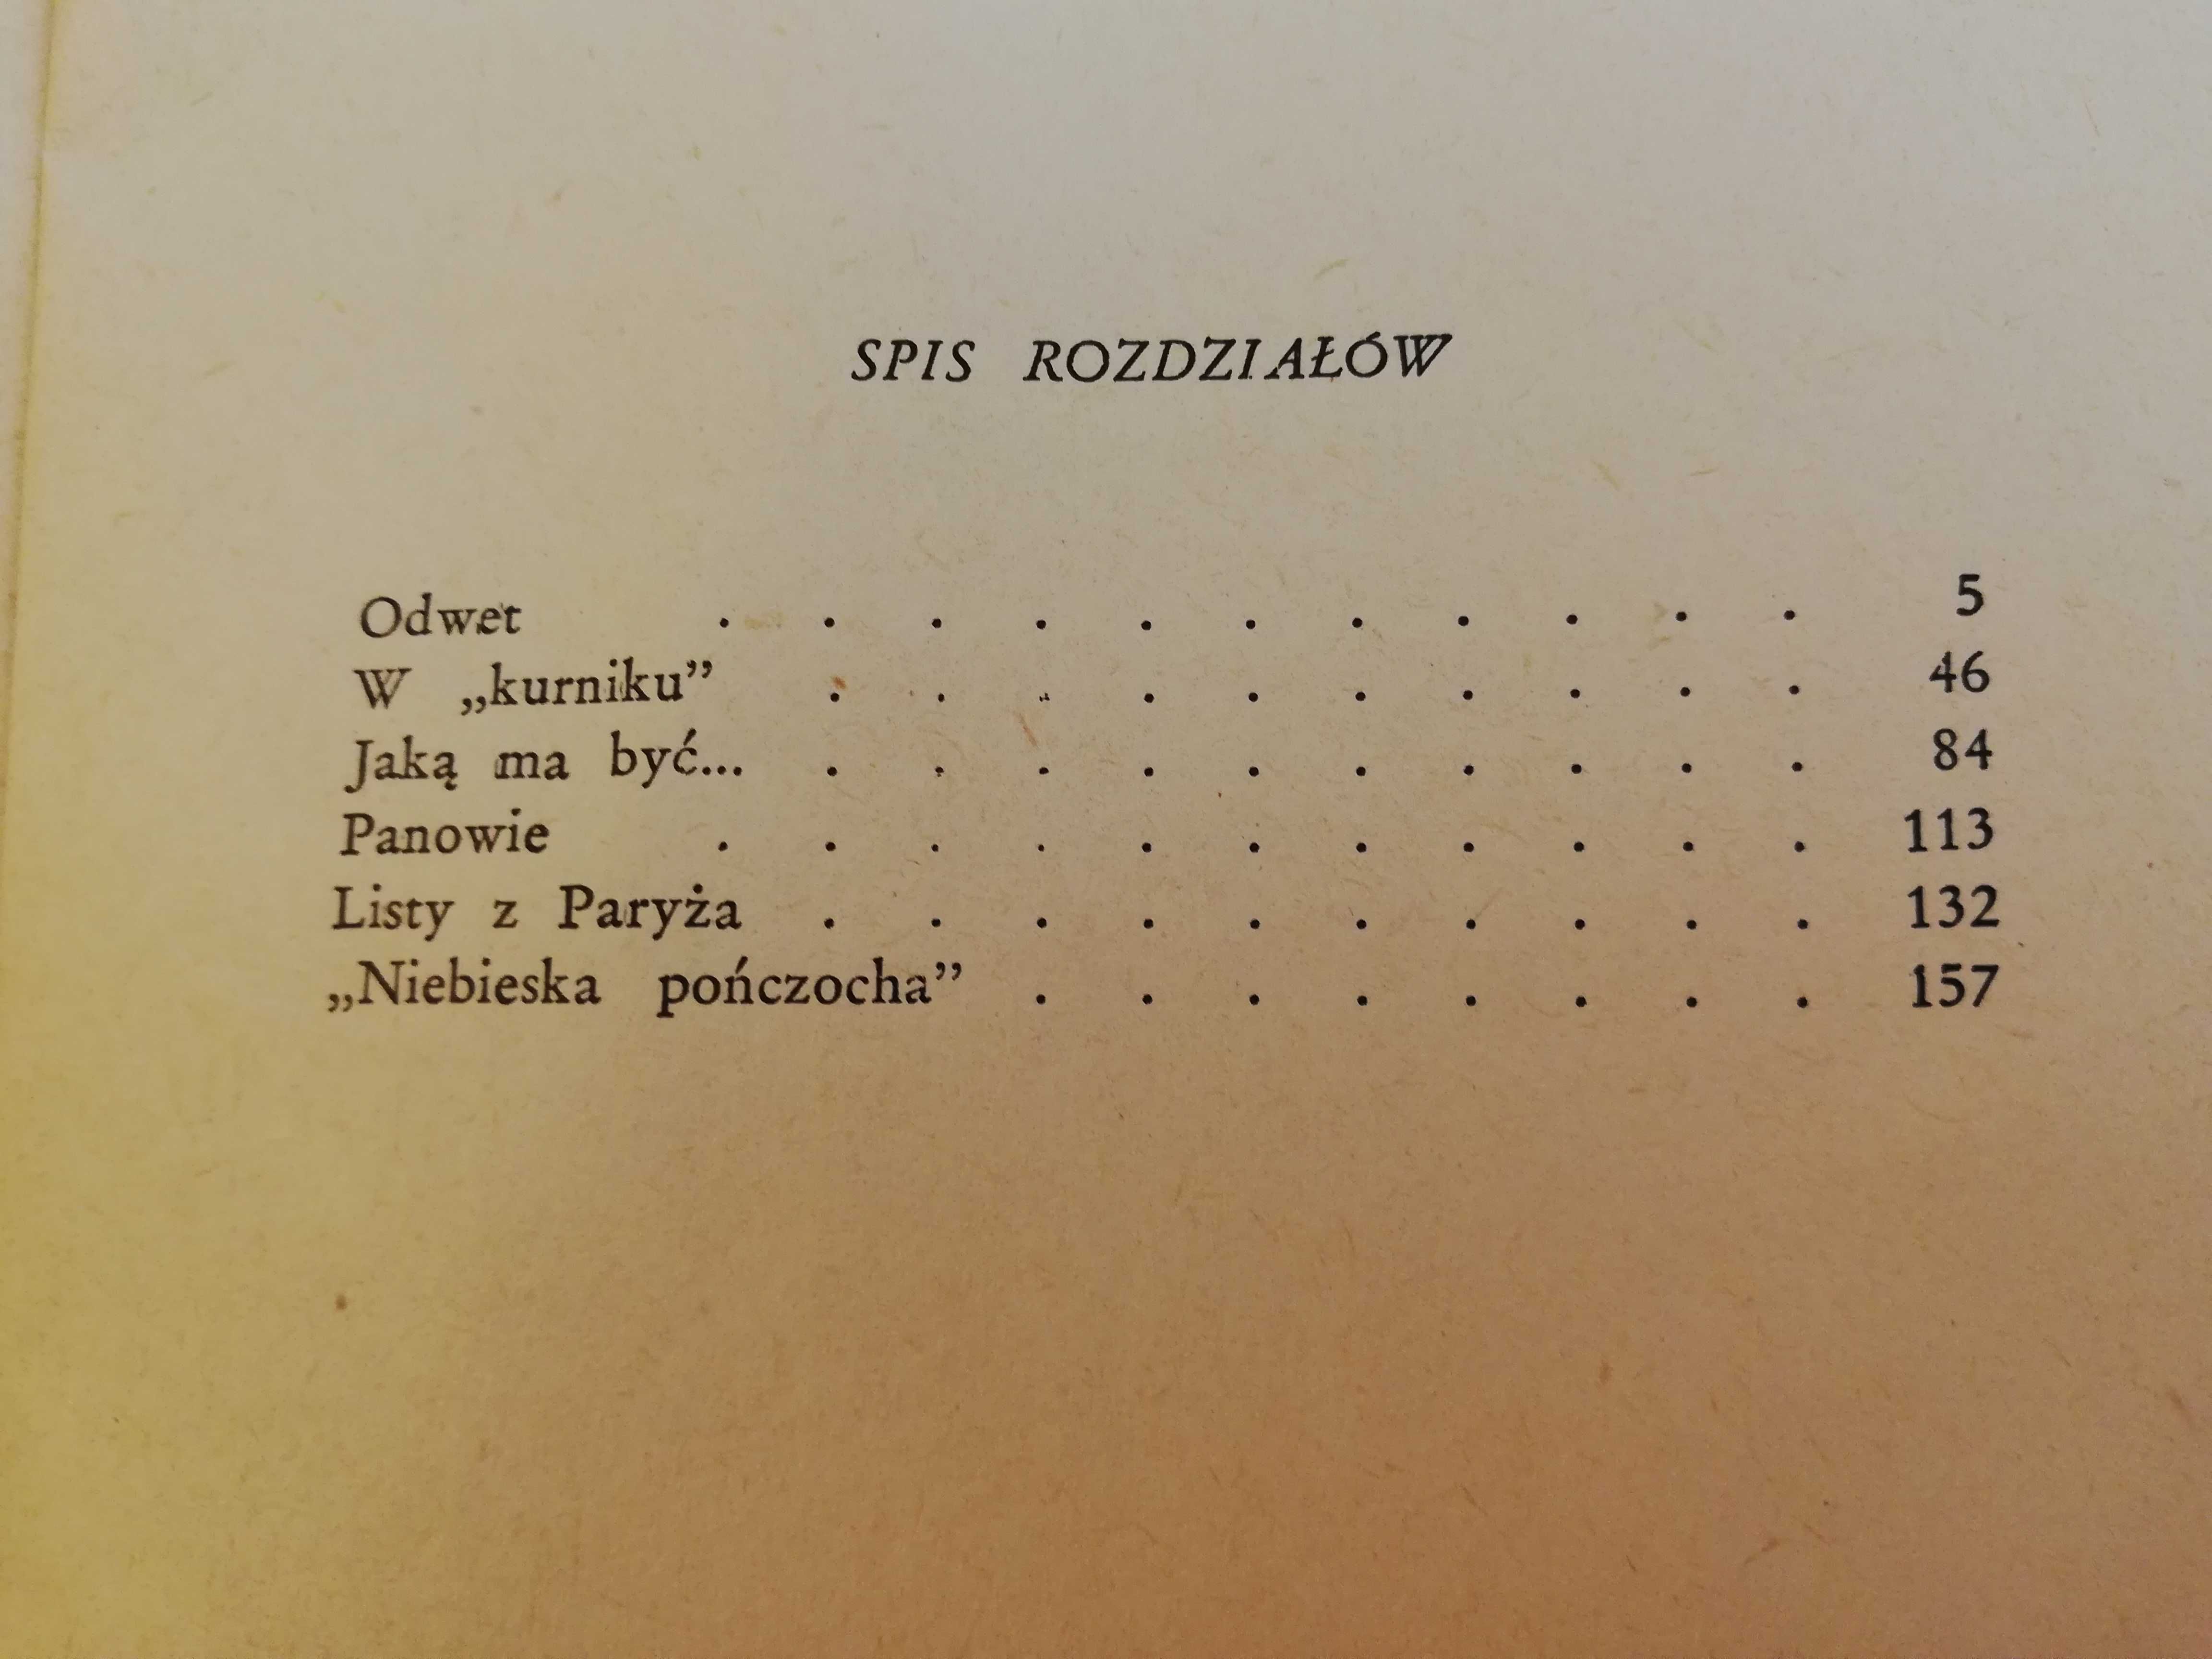 SPIS ROZDZIAŁÓW
Odwet . . . . . . . . . . . 5
W „kurniku” . . . . . . . . . . 46
Jaką ma być... . . . . . . . . . . 84
Panowie . . . . . . . . . . . 113
Listy z Paryża . . . . . . . . . . 132
„Niebieska pończocha” . . . . . . . . 157